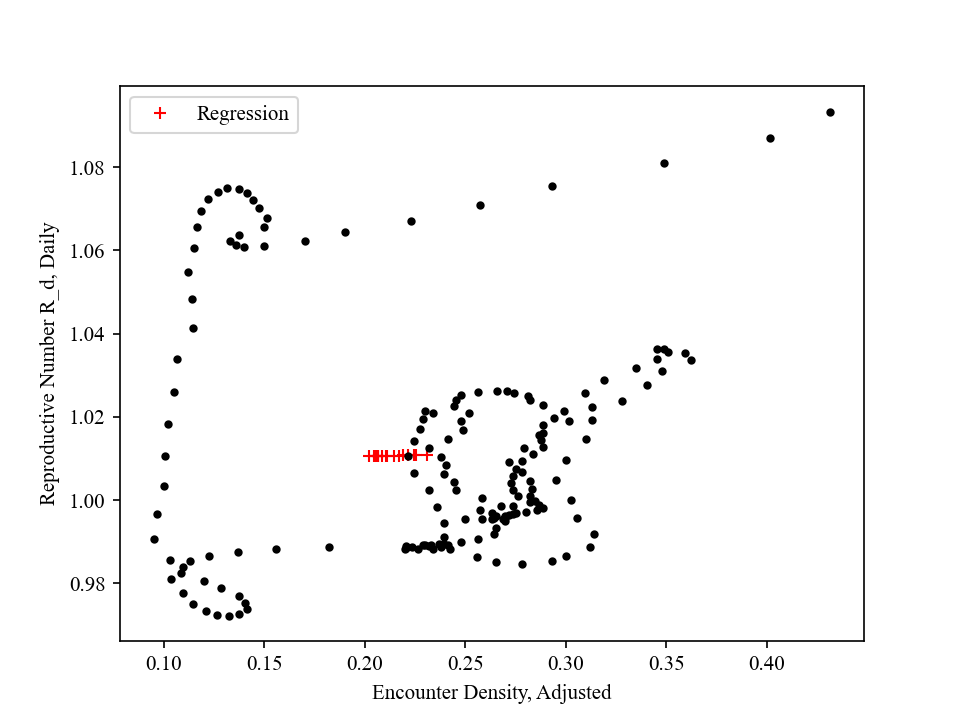 Regression
1.08
1.06
1.04
1.02
1.00
0.98
Reproductive Number R_d, Daily
0.10 0.15 0.20 0.25 0.30 0.35 0.40
Encounter Density, Adjusted